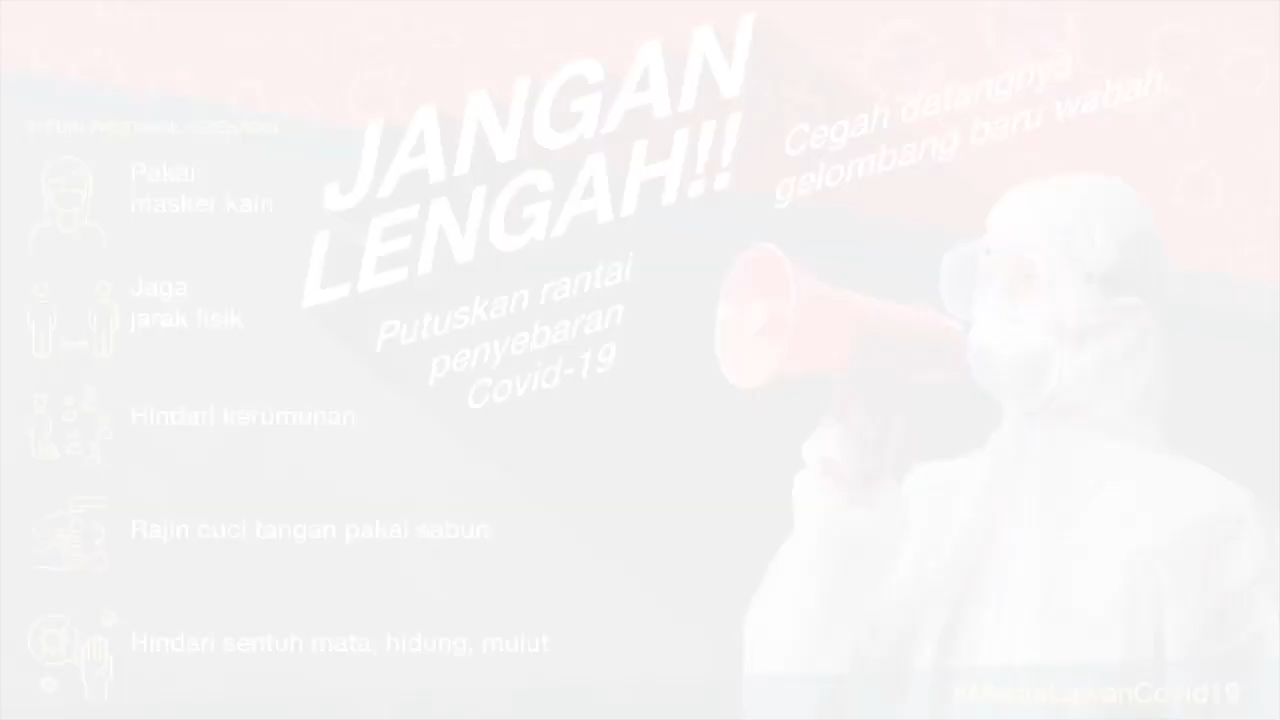 JANGAN
LENGAH!!
Putuskan rantai
penyebaran
Covid-19
Cegah datangnya
gelombang baru wabah.
Pakai
masker kain
Jaga
jarak fisik
Hindari kerumunan
Rajin cuci tangan pakai sabun
Hindari sentuh mata, hidung, mulut